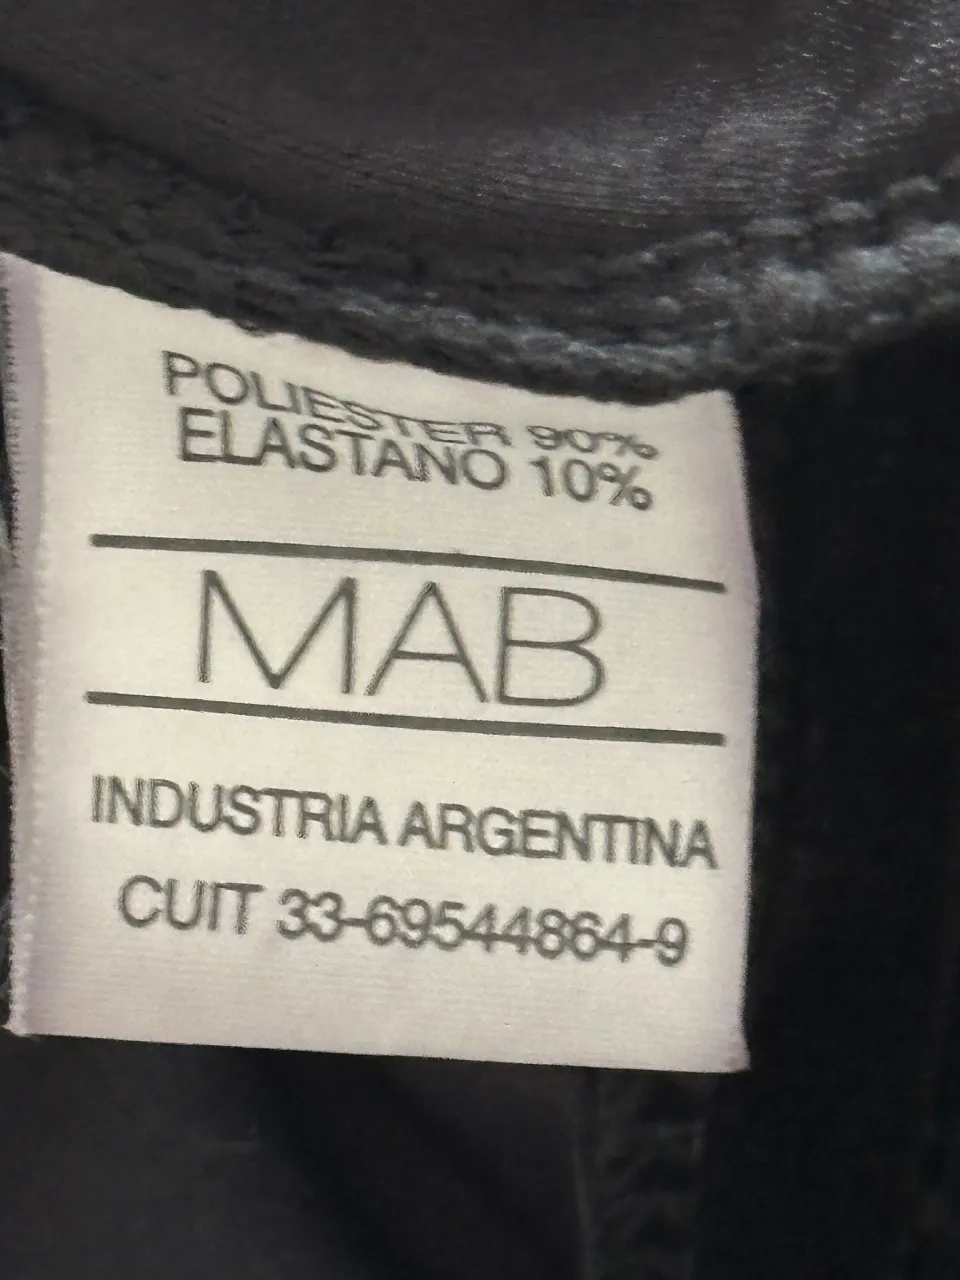 POLIESTER 90%
ELASTANO 10%
MAB
INDUSTRIA ARGENTINA
CUIT 33-69544864-9